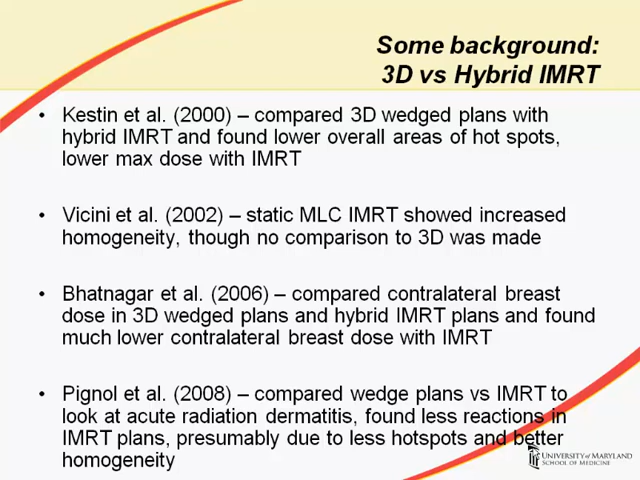 Some background:
3D vs Hybrid IMRT
• Kestin et al. (2000) – compared 3D wedged plans with
hybrid IMRT and found lower overall areas of hot spots,
lower max dose with IMRT
• Vicini et al. (2002) – static MLC IMRT showed increased
homogeneity, though no comparison to 3D was made
• Bhatnagar et al. (2006) – compared contralateral breast
dose in 3D wedged plans and hybrid IMRT plans and found
much lower contralateral breast dose with IMRT
• Pignol et al. (2008) – compared wedge plans vs IMRT to
look at acute radiation dermatitis, found less reactions in
IMRT plans, presumably due to less hotspots and better
homogeneity
UNIVERSITY of MARYLAND
SCHOOL OF MEDICINE